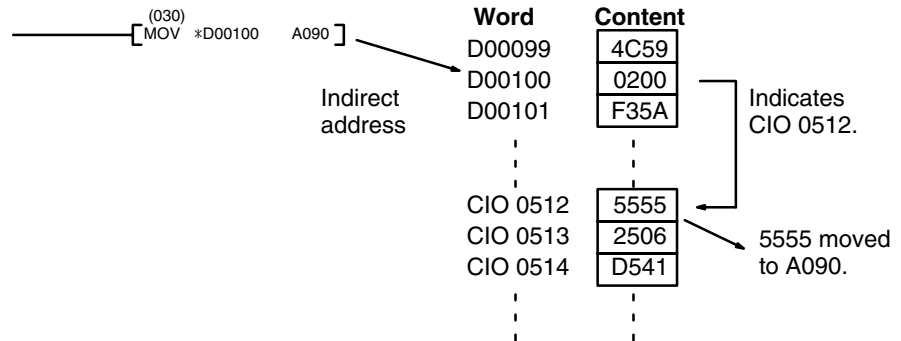 (030)
[MOV *D00100 A090]
Word Content
D00099 4C59
D00100 0200
D00101 F35A
Indirect
address
Indicates
CIO 0512.
CIO 0512 5555
CIO 0513 2506
CIO 0514 D541
5555 moved
to A090.